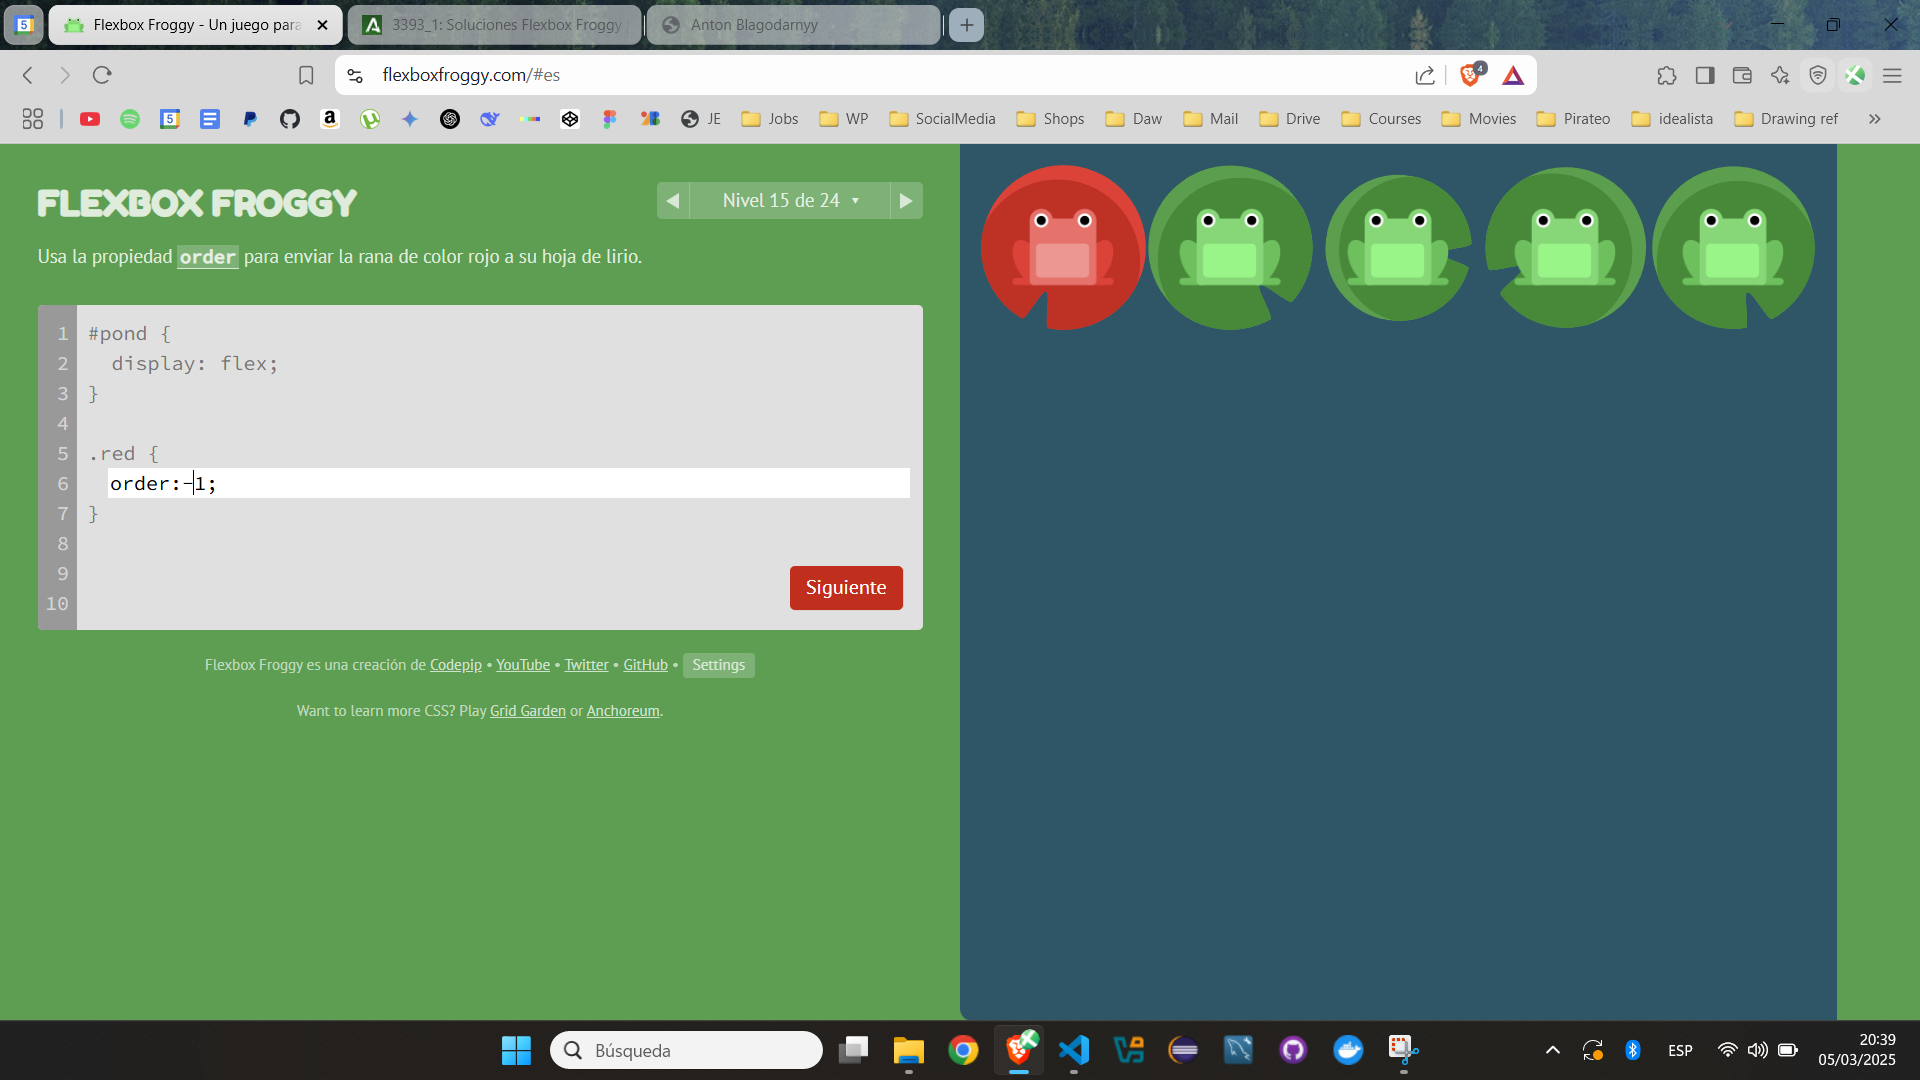 5
Flexbox Froggy - Un juego para
3393_1: Soluciones Flexbox Froggy
Anton Blagodarnyy
flexboxfroggy.com/#es
4
5
JE
Jobs
WP
SocialMedia
Shops
Daw
Mail
Drive
Courses
Movies
Pirateo
idealista
Drawing ref
»
FLEXBOX FROGGY
Nivel 15 de 24
Usa la propiedad order para enviar la rana de color rojo a su hoja de lirio.
1 #pond {
2 display: flex;
3 }
4
5 .red {
6 order:-1;
7 }
8
9
10
Siguiente
Flexbox Froggy es una creación de Codepip • YouTube • Twitter • GitHub • Settings
Want to learn more CSS? Play Grid Garden or Anchoreum.
Búsqueda
ESP
20:39
05/03/2025